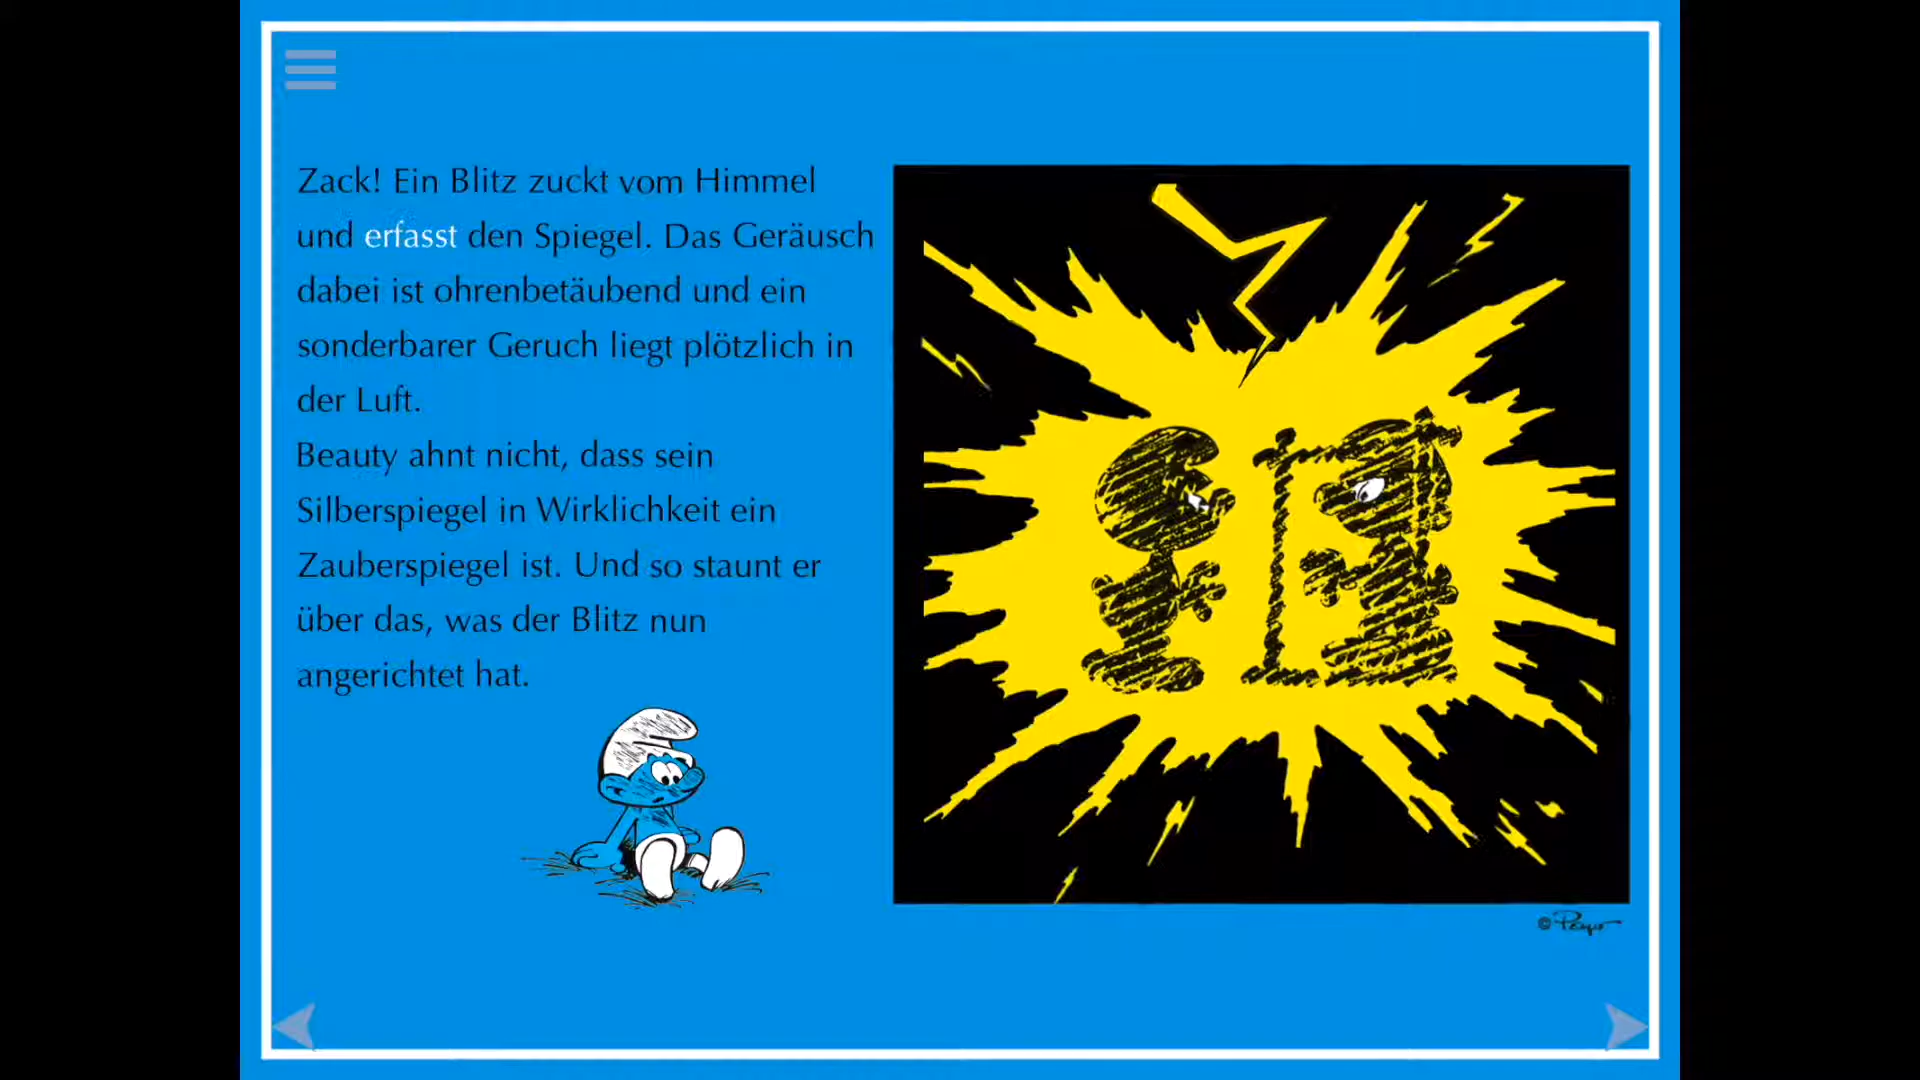 Zack! Ein Blitz zuckt vom Himmel
und erfasst den Spiegel. Das Geräusch
dabei ist ohrenbetäubend und ein
sonderbarer Geruch liegt plötzlich in
der Luft.
Beauty ahnt nicht, dass sein
Silberspiegel in Wirklichkeit ein
Zauberspiegel ist. Und so staunt er
über das, was der Blitz nun
angerichtet hat.
© Peyo